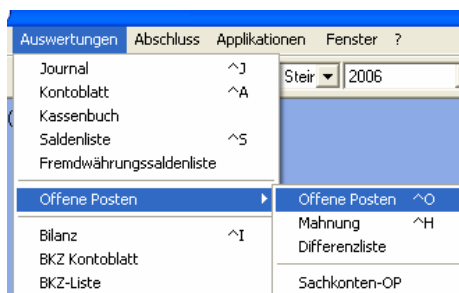 Auswertungen Abschluss Applikationen Fenster ?
Journal ^J
Steir 2006
Kontoblatt ^A
Kassenbuch
Saldenliste ^S
Fremdwährungssaldenliste
Offene Posten
Offene Posten ^O
Mahnung ^H
Differenzliste
Sachkonten-OP
Bilanz ^I
BKZ Kontoblatt
BKZ-Liste